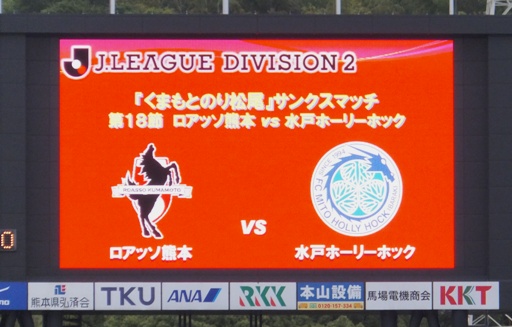 J.LEAGUE DIVISION 2
『くまもとのり松尾』サンクスマッチ
第18節 ロアッソ熊本 vs 水戸ホーリーホック
ROASSO KUMAMOTO
FC MITO HOLLY HOCK
vs
ロアッソ熊本 水戸ホーリーホック
0
熊本県弘済会 TKU ANA RKK 本山設備 馬場電機商会 KKT
0120-157-334